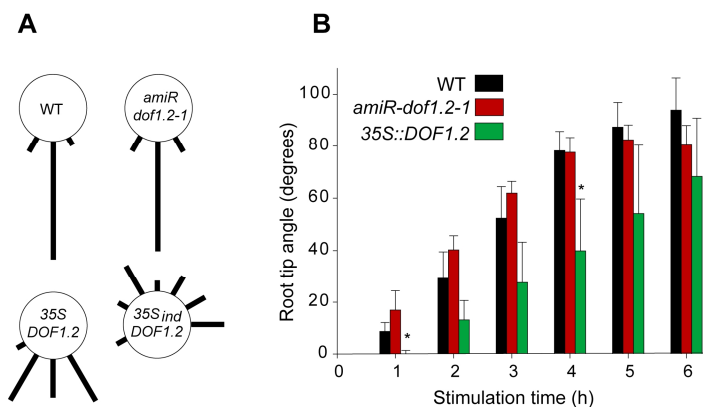 A
WT
amiR
dof1.2-1
35S
DOF1.2
35S ind
DOF1.2
B
WT
amiR-dof1.2-1
35S::DOF1.2
Root tip angle (degrees)
100
80
60
40
20
0
*
*
0 1 2 3 4 5 6
Stimulation time (h)